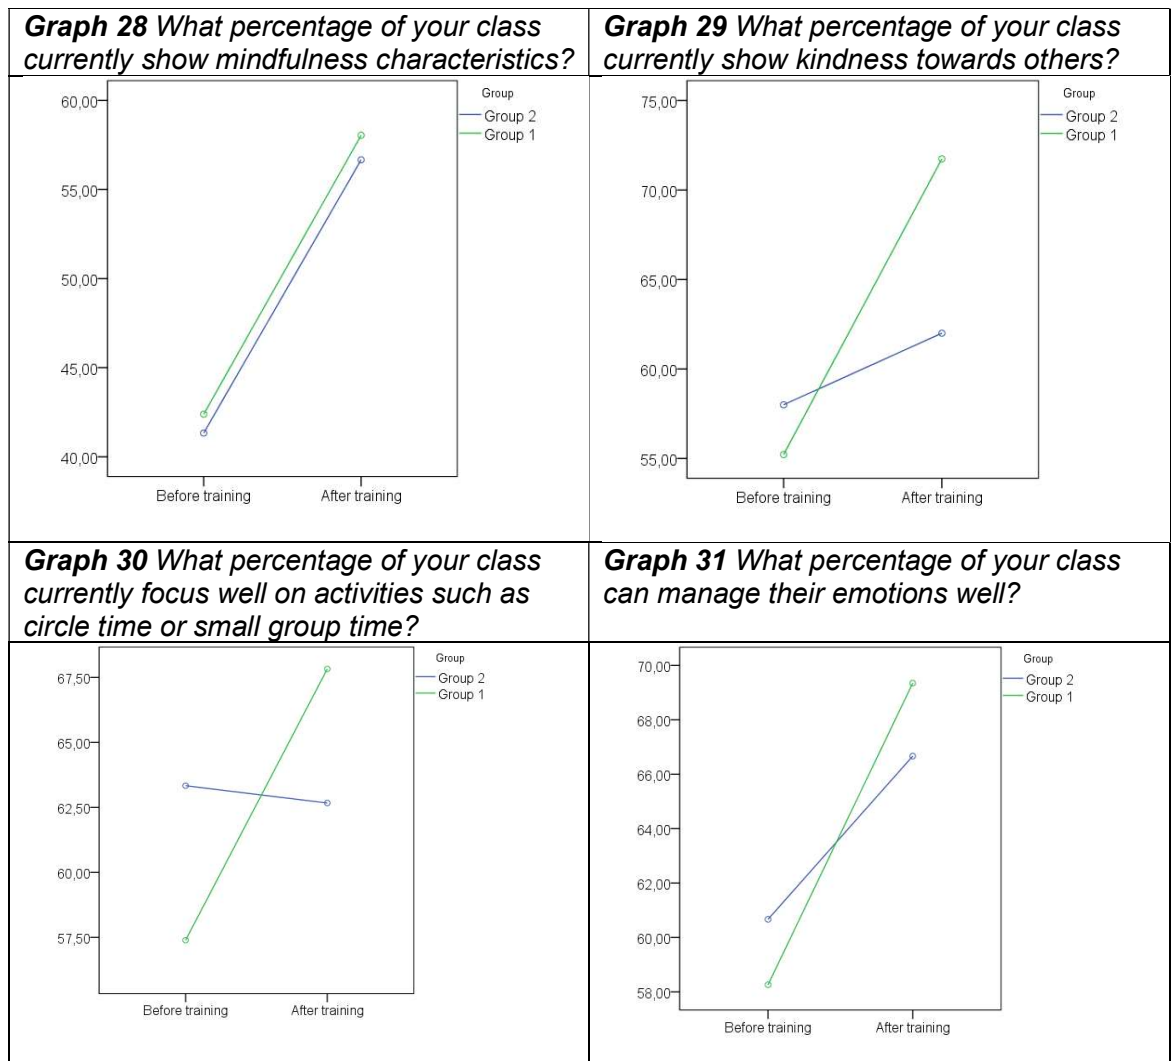 Graph 28 What percentage of your class
currently show mindfulness characteristics?
Graph 29 What percentage of your class
currently show kindness towards others?
60,00
55,00
50,00
45,00
40,00
Before training
After training
Group
Group 2
Group 1
75,00
70,00
65,00
60,00
55,00
Before training
After training
Group
Group 2
Group 1
Graph 30 What percentage of your class
currently focus well on activities such as
circle time or small group time?
Graph 31 What percentage of your class
can manage their emotions well?
67,50
65,00
62,50
60,00
57,50
Before training
After training
Group
Group 2
Group 1
70,00
68,00
66,00
64,00
62,00
60,00
58,00
Before training
After training
Group
Group 2
Group 1